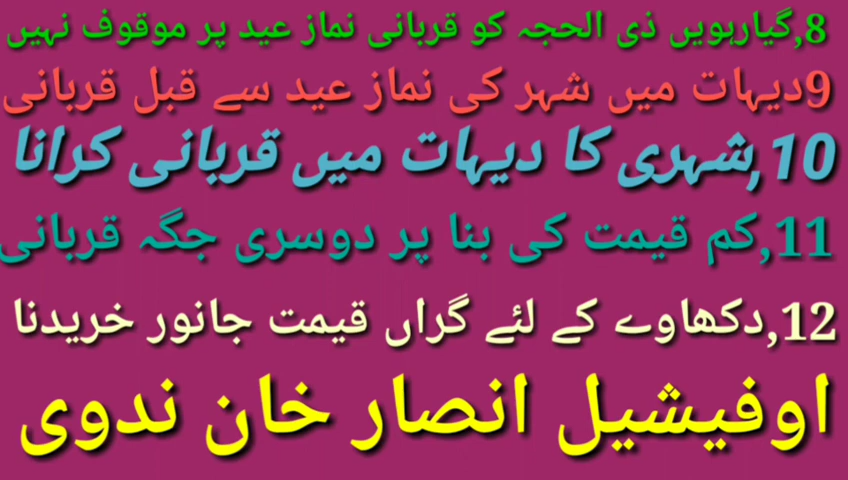 8,گیارہویں ذی الحجہ کو قربانی نماز عید پر موقوف نہیں
9دیہات میں شہر کی نماز عید سے قبل قربانی
10,شہری کا دیہات میں قربانی کرانا
11,کم قیمت کی بنا پر دوسری جگہ قربانی
12,دکھاوے کے لئے گراں قیمت جانور خریدنا
اوفیشیل انصار خان ندوی